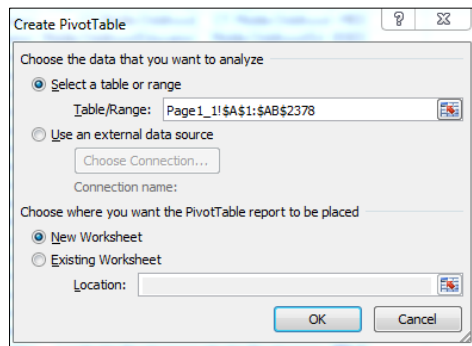 Create PivotTable
?
Choose the data that you want to analyze
Select a table or range
Table/Range: Page1_1!$A$1:$AB$2378
Use an external data source
Choose Connection...
Connection name:
Choose where you want the PivotTable report to be placed
New Worksheet
Existing Worksheet
Location:
OK Cancel